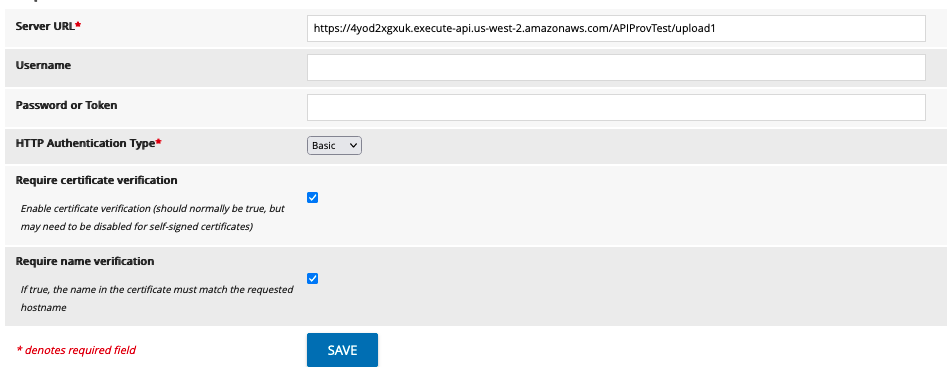 Server URL*
https://4yod2xgxuk.execute-api.us-west-2.amazonaws.com/APIProvTest/upload1
Username
Password or Token
HTTP Authentication Type*
Basic
Require certificate verification
Enable certificate verification (should normally be true, but
may need to be disabled for self-signed certificates)
Require name verification
If true, the name in the certificate must match the requested
hostname
* denotes required field
SAVE